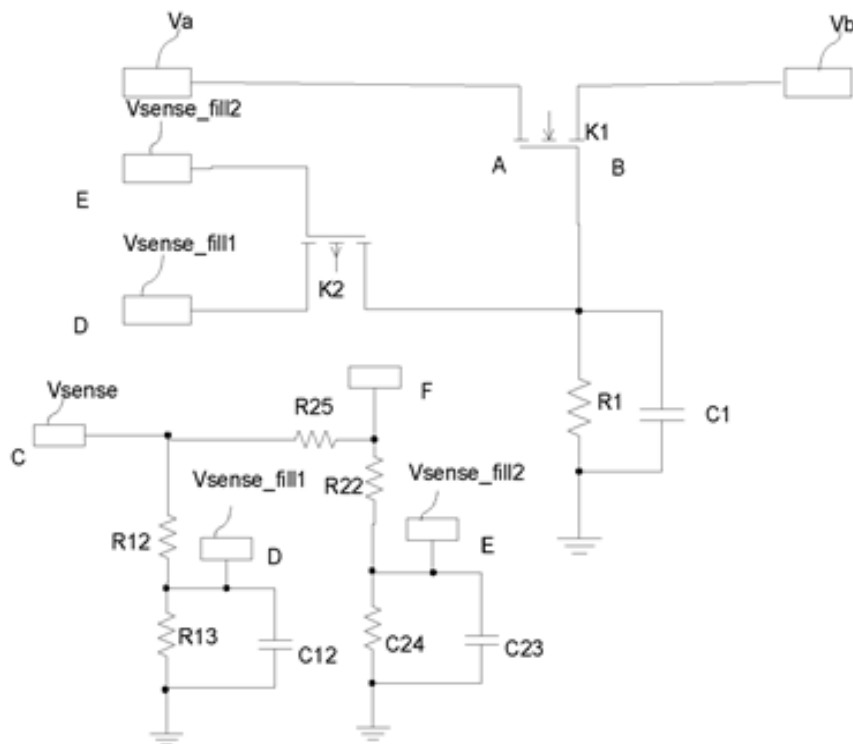 Va
Vb
Vsense_fill2
K1
A
B
E
Vsense_fill1
K2
D
Vsense
F
R25
R1
C1
C
Vsense_fill1
R22
Vsense_fill2
R12
D
E
R13
C12
C24
C23